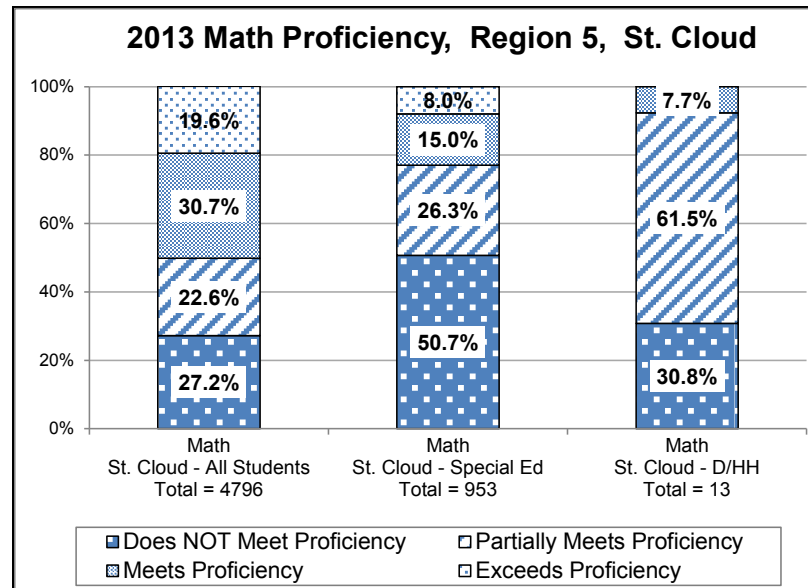 2013 Math Proficiency, Region 5, St. Cloud
100%
80%
60%
40%
20%
0%
19.6%
30.7%
22.6%
27.2%
8.0%
15.0%
26.3%
50.7%
7.7%
61.5%
30.8%
Math
St. Cloud - All Students
Total = 4796
Math
St. Cloud - Special Ed
Total = 953
Math
St. Cloud - D/HH
Total = 13
Does NOT Meet Proficiency
Partially Meets Proficiency
Meets Proficiency
Exceeds Proficiency